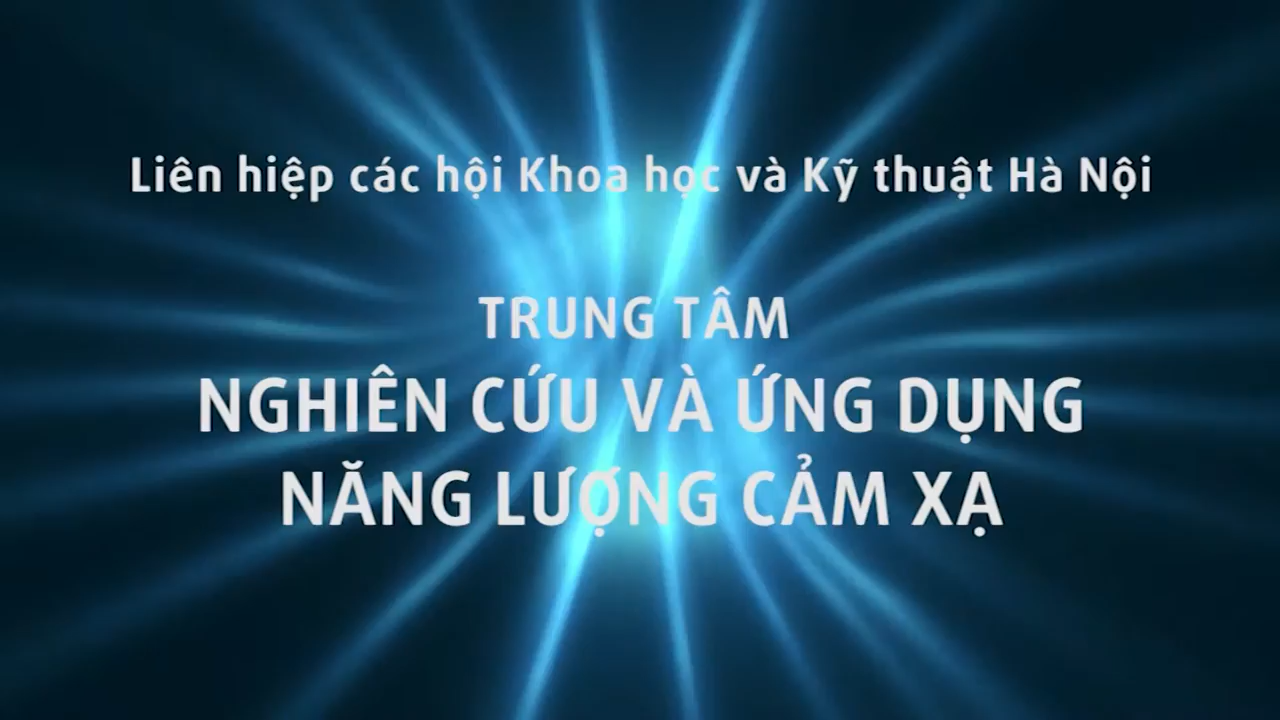 Liên hiệp các hội Khoa học và Kỹ thuật Hà Nội
TRUNG TÂM
NGHIÊN CỨU VÀ ỨNG DỤNG
NĂNG LƯỢNG CẢM XẠ